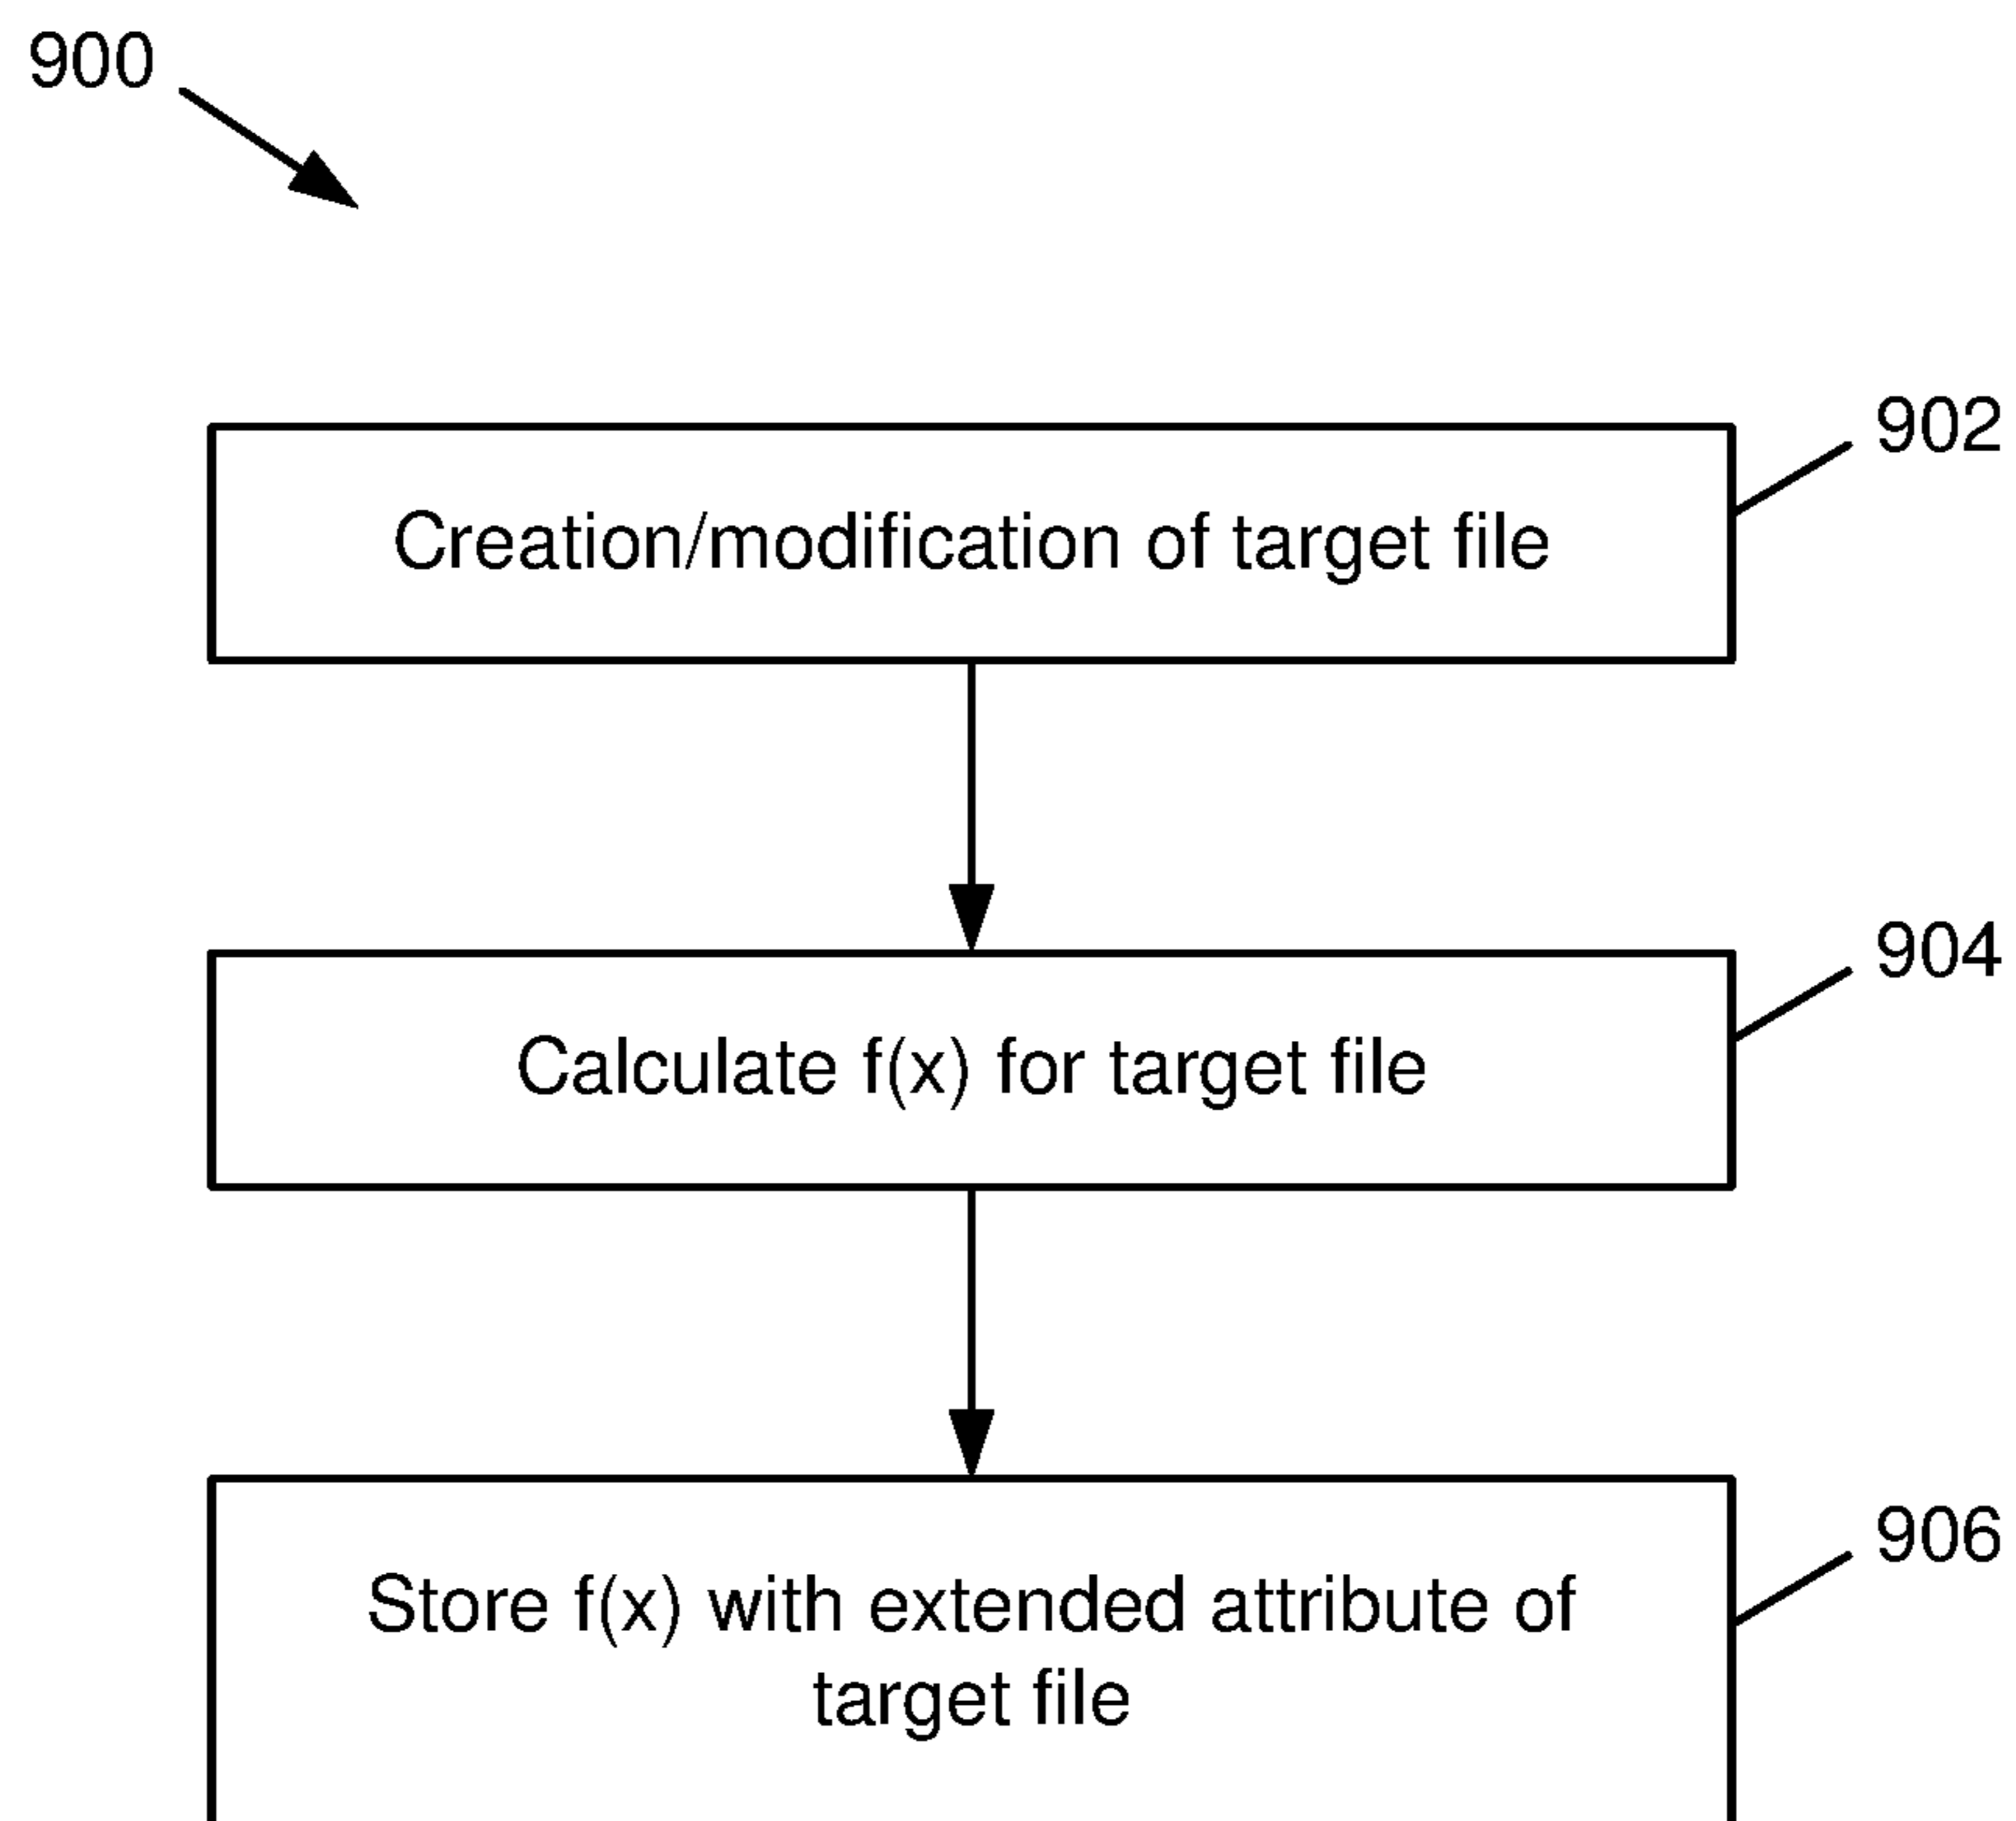 900
902
Creation/modification of target file
904
Calculate f(x) for target file
906
Store f(x) with extended attribute of
target file